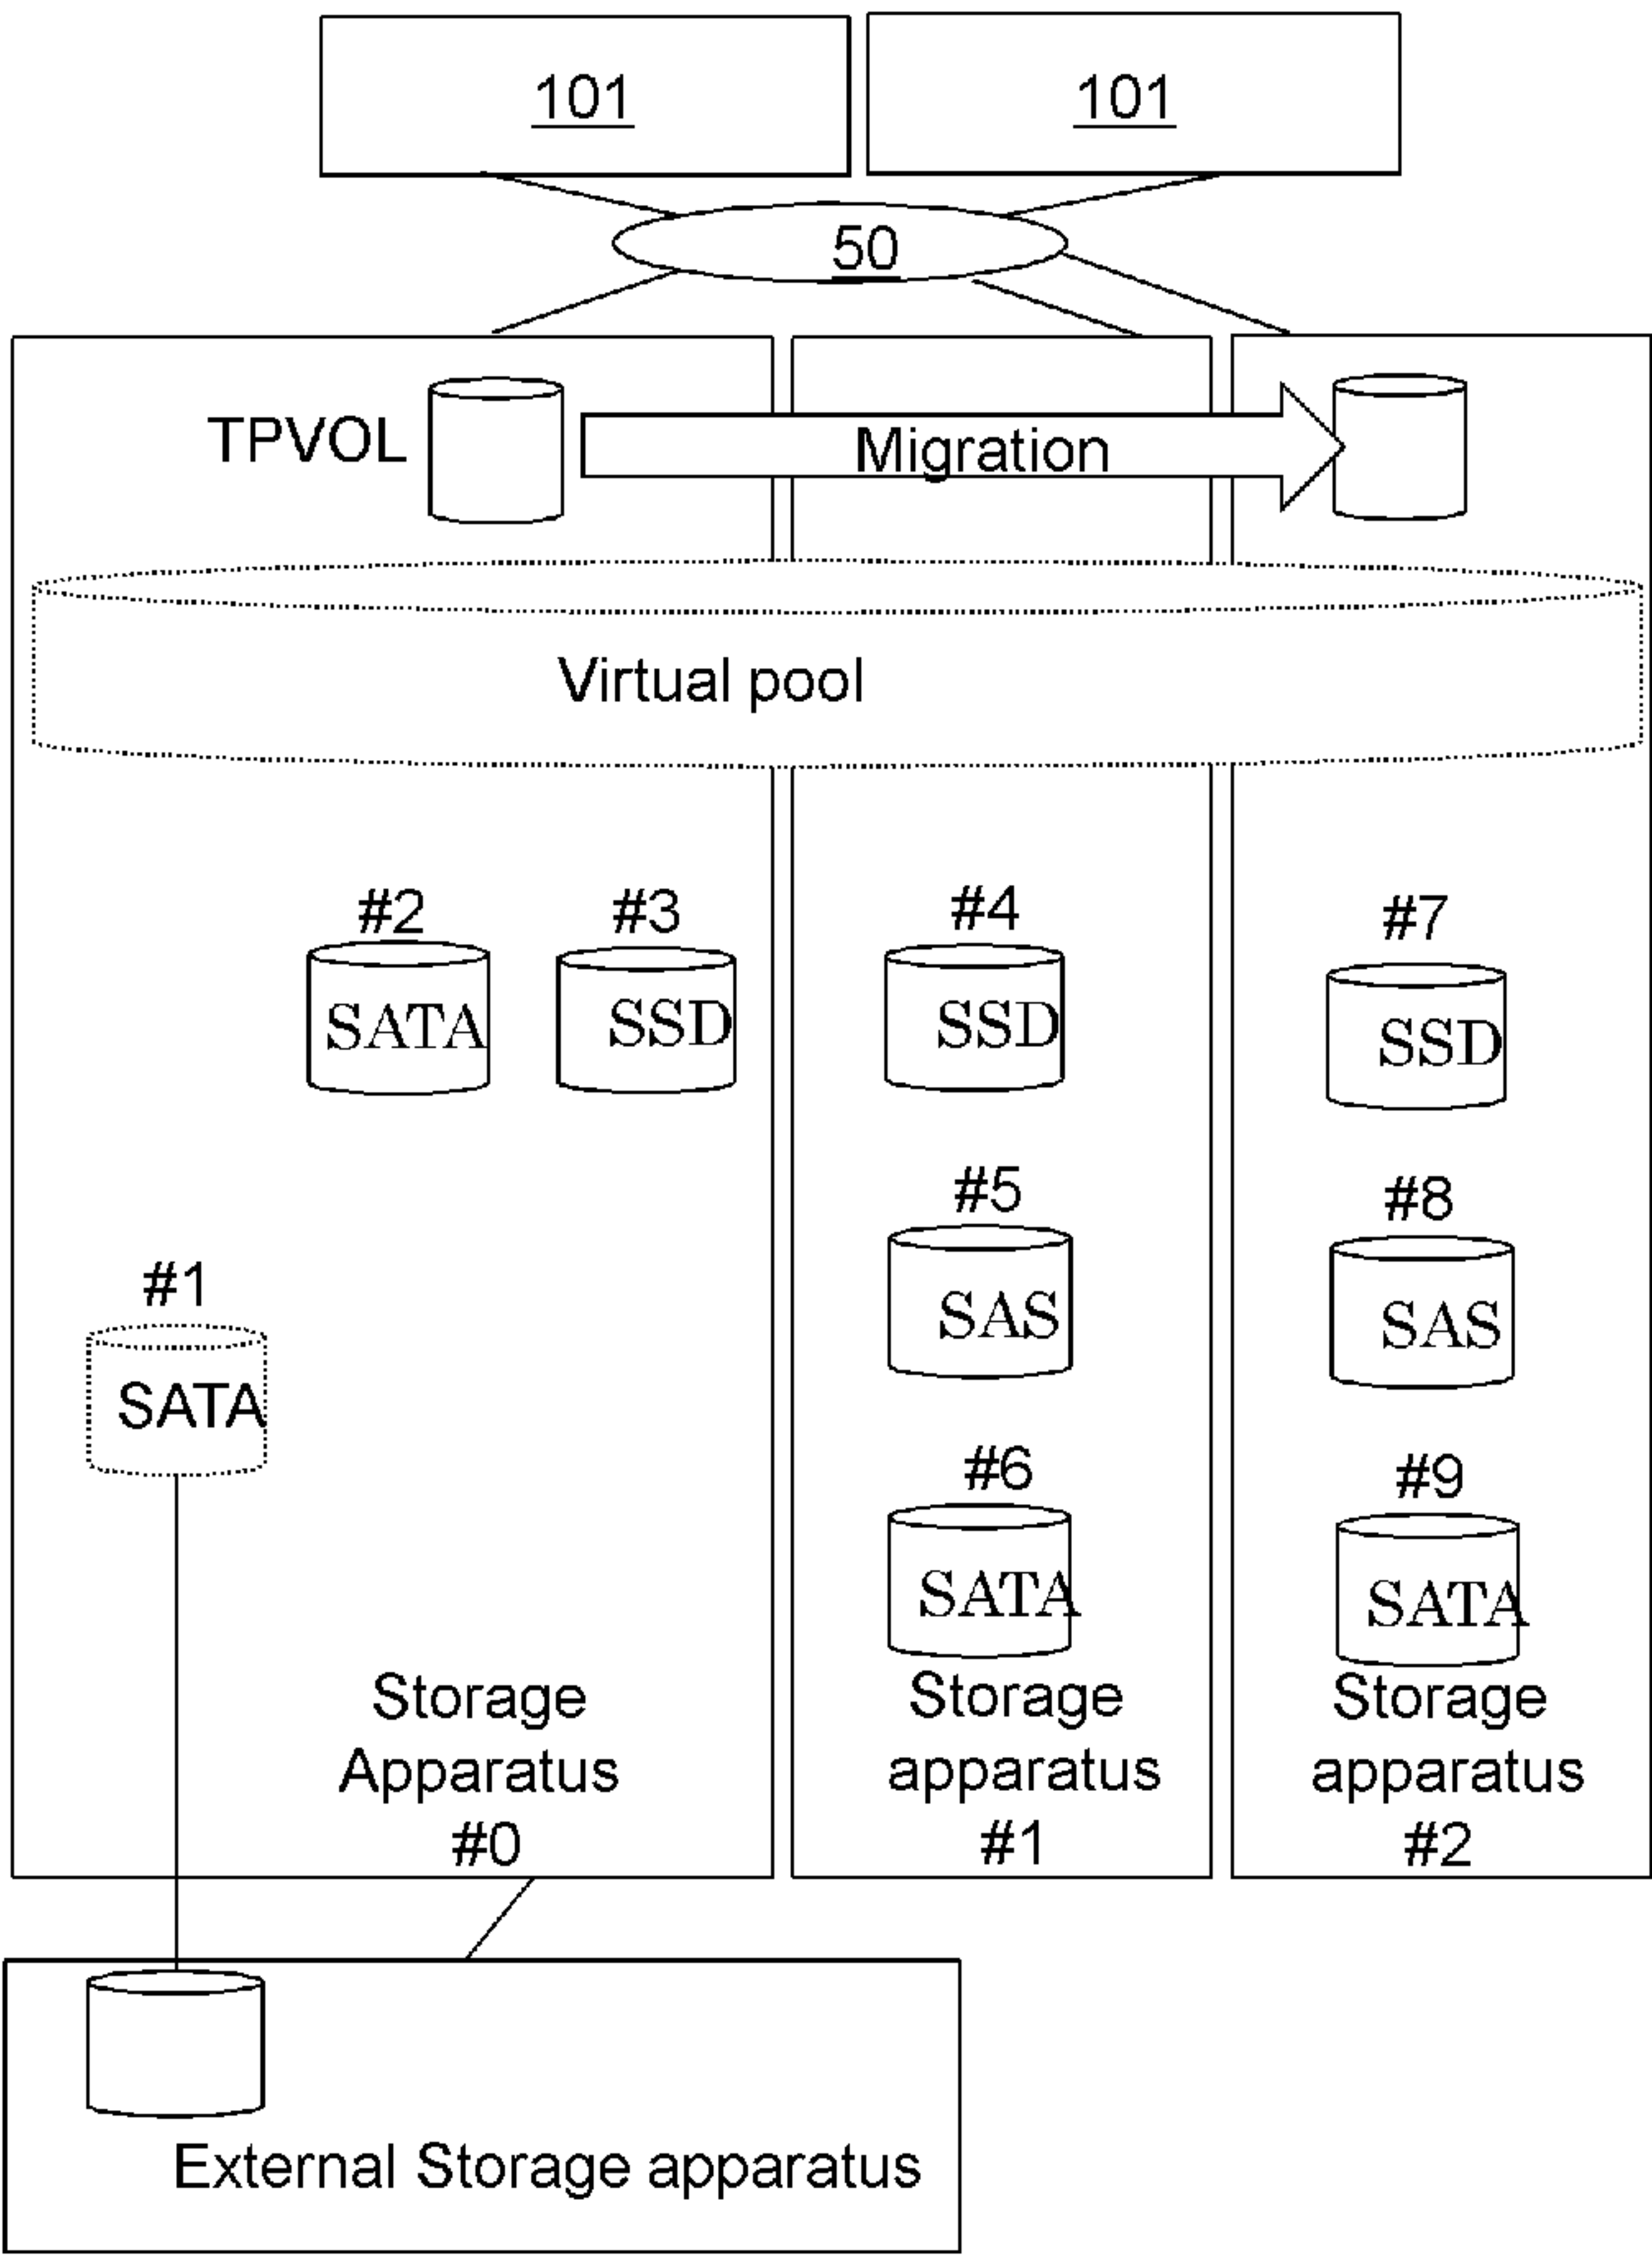 101
101
50
TPVOL
Migration
Virtual pool
#2
#3
#4
#7
SATA
SSD
SSD
SSD
#5
#8
#1
SAS
SAS
SATA
#6
#9
SATA
SATA
Storage
Apparatus
#0
Storage
apparatus
#1
Storage
apparatus
#2
External Storage apparatus